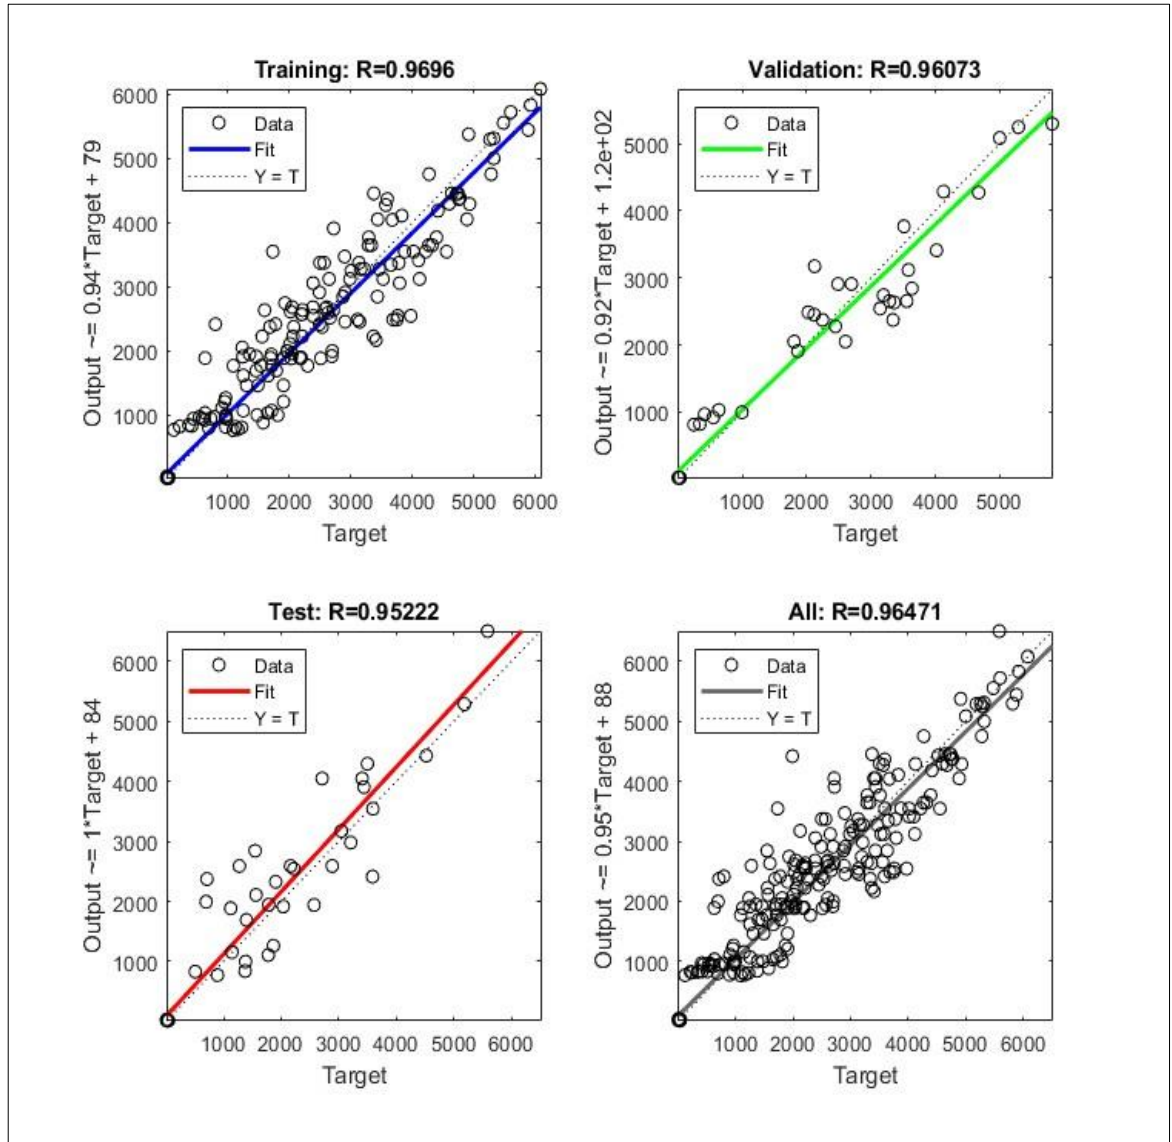 Training: R=0.9696
Output ~= 0.94*Target + 79
6000
5000
4000
3000
2000
1000
Data
Fit
Y = T
1000 2000 3000 4000 5000 6000
Target
Validation: R=0.96073
Output ~= 0.92*Target + 1.2e+02
5000
4000
3000
2000
1000
Data
Fit
Y = T
1000 2000 3000 4000 5000
Target
Test: R=0.95222
Output ~= 1*Target + 84
6000
5000
4000
3000
2000
1000
Data
Fit
Y = T
1000 2000 3000 4000 5000 6000
Target
All: R=0.96471
Output ~= 0.95*Target + 88
6000
5000
4000
3000
2000
1000
Data
Fit
Y = T
1000 2000 3000 4000 5000 6000
Target